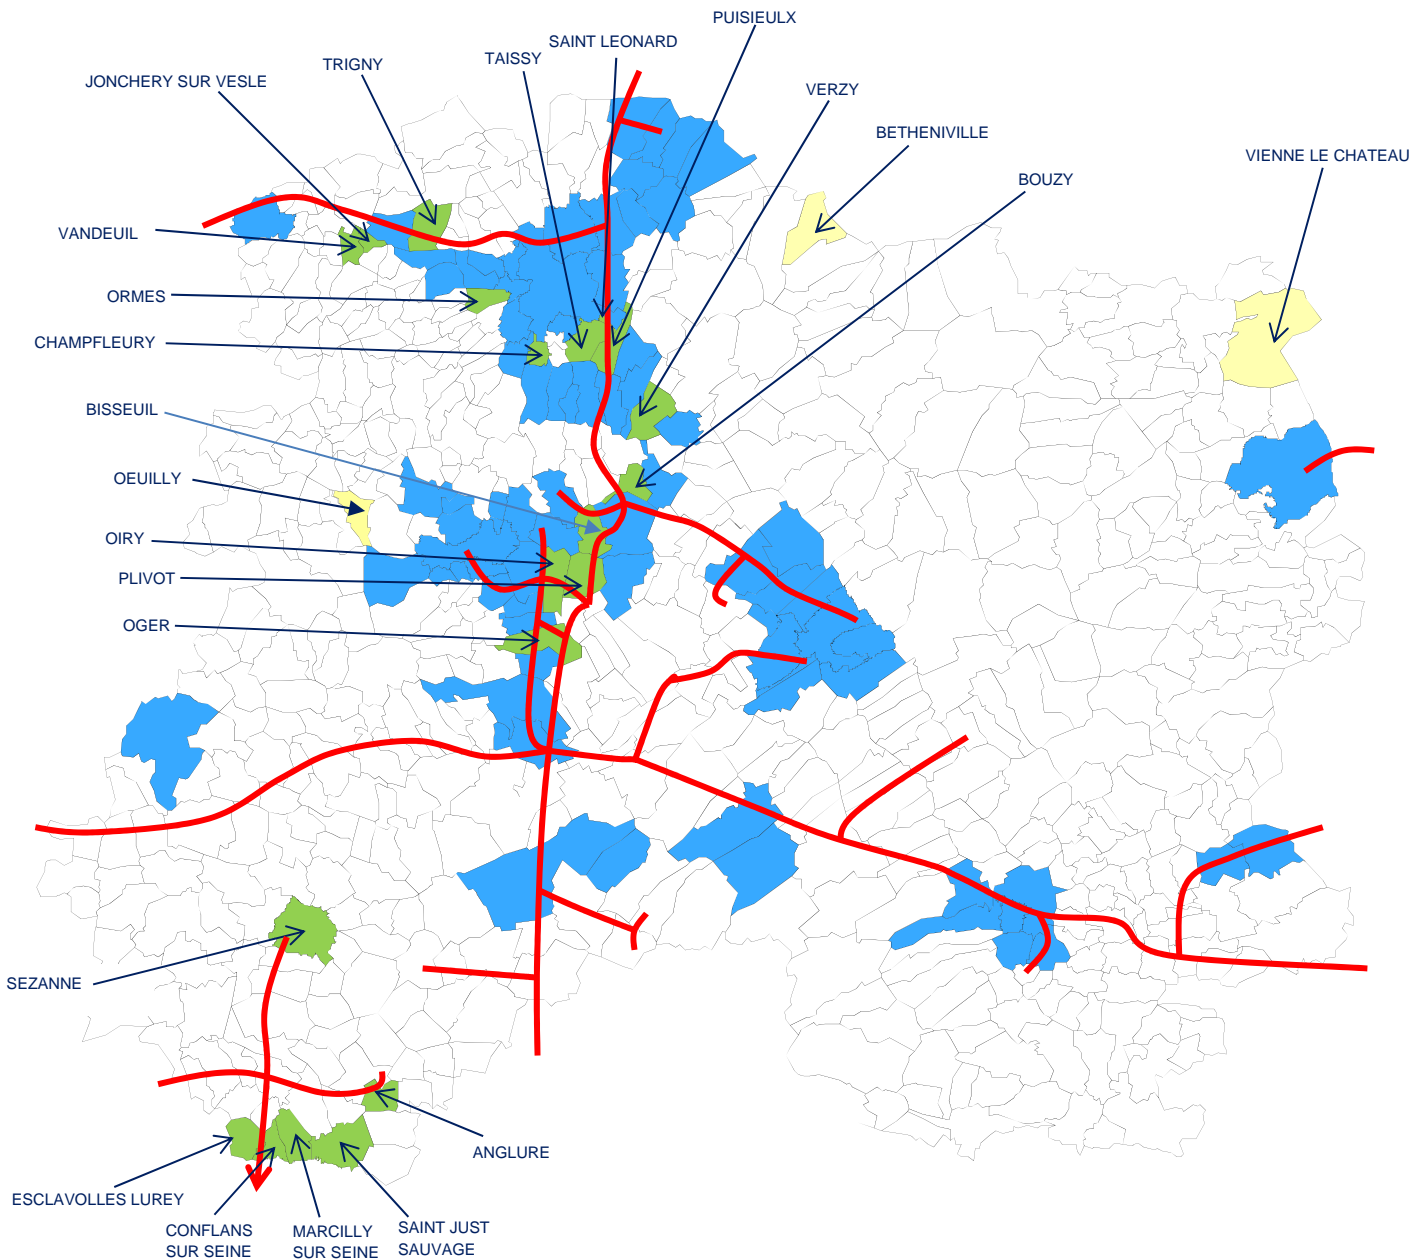 PUISIEULX
SAINT LEONARD
TAISSY
TRIGNY
JONCHERY SUR VESLE
VERZY
BETHENIVILLE
VIENNE LE CHATEAU
BOUZY
VANDEUIL
ORMES
CHAMPFLEURY
BISSEUIL
OEUILLY
OIRY
PLIVOT
OGER
SEZANNE
ANGLURE
ESCLAVOLLES LUREY
CONFLANS
SUR SEINE
MARCILLY
SUR SEINE
SAINT JUST
SAUVAGE